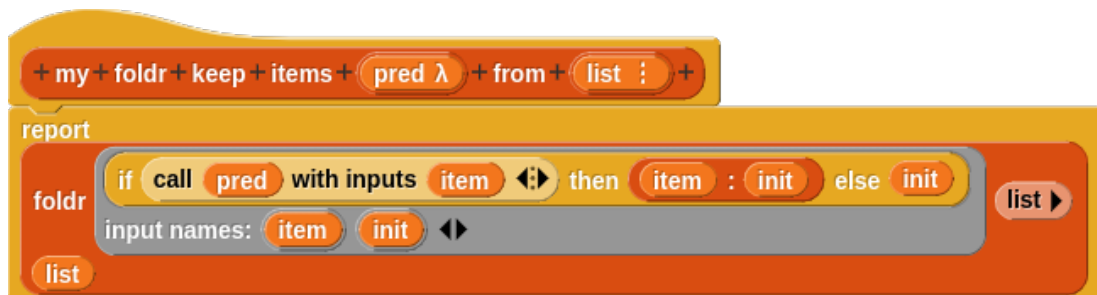 + my + foldr + keep + items + pred λ + from + list ⋮ +
report
if call pred with inputs item then item : init else init
foldr list
input names: item init
list